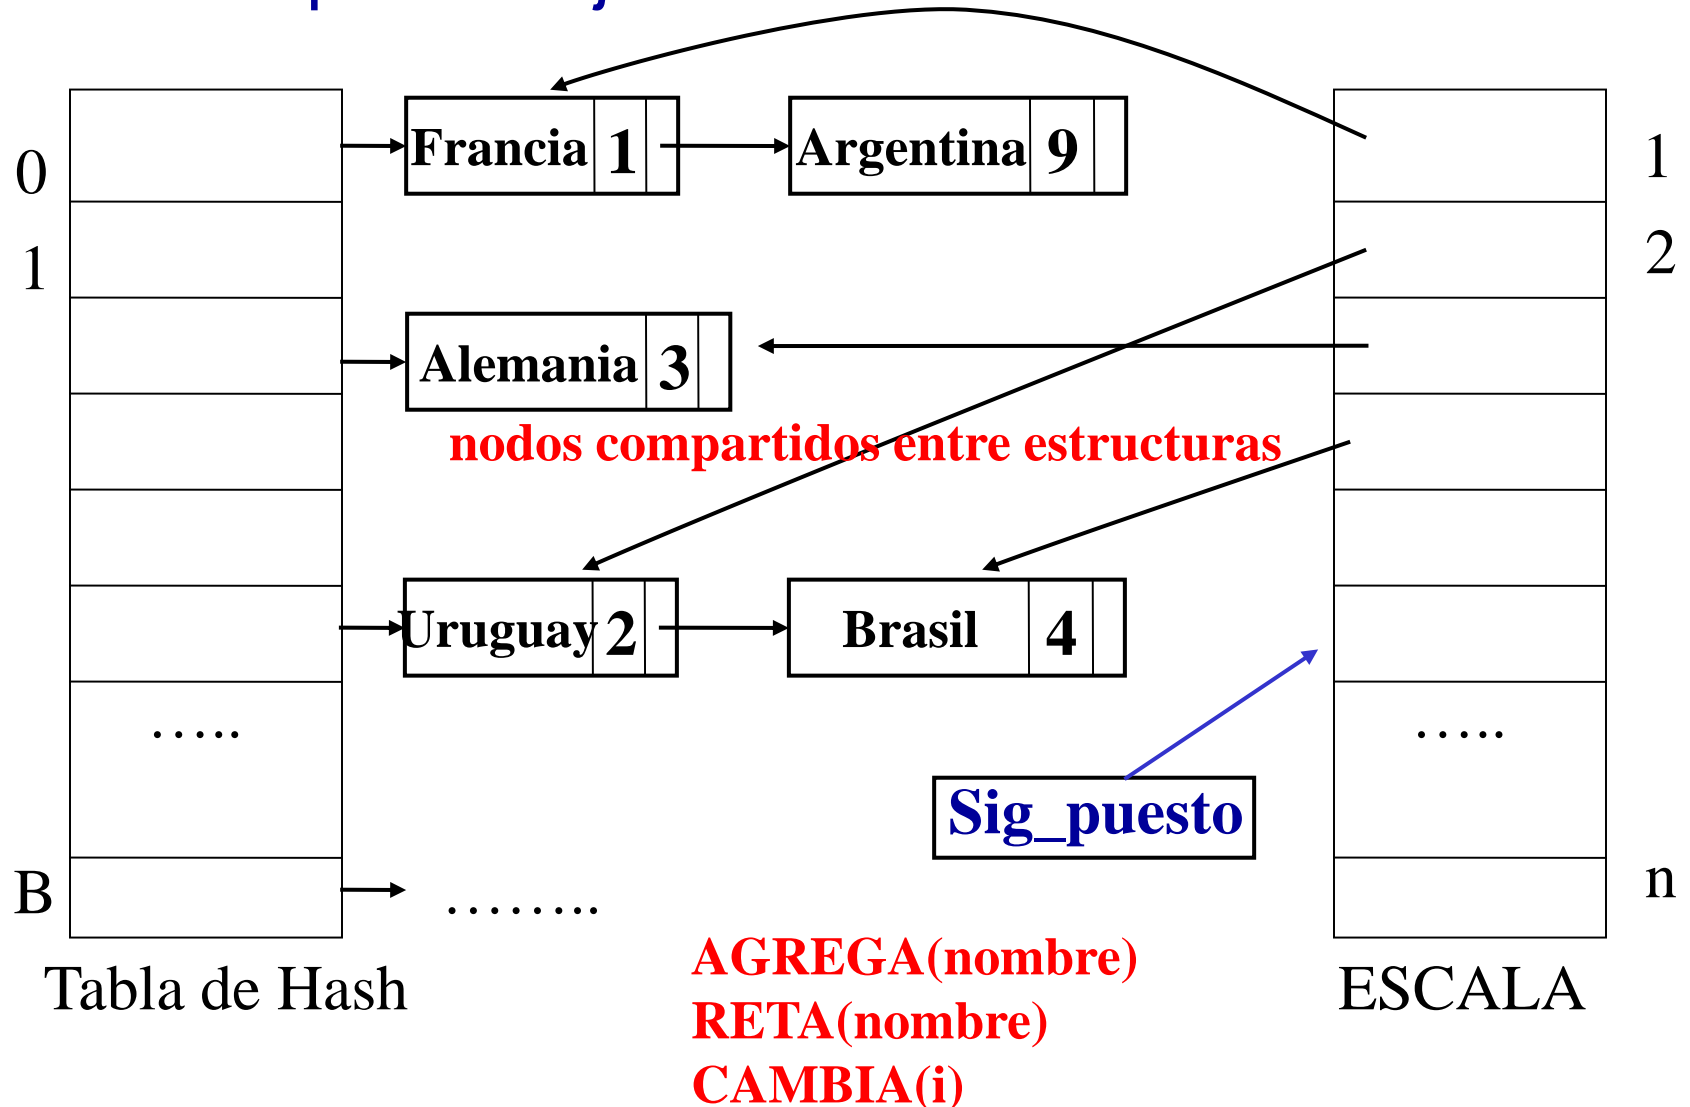 0
1
Francia 1
Argentina 9
1
2
Alemania 3
nodos compartidos entre estructuras
Uruguay 2
Brasil 4
.....
.....
Sig_puesto
B
........
n
Tabla de Hash
AGREGA(nombre)
RETA(nombre)
CAMBIA(i)
ESCALA